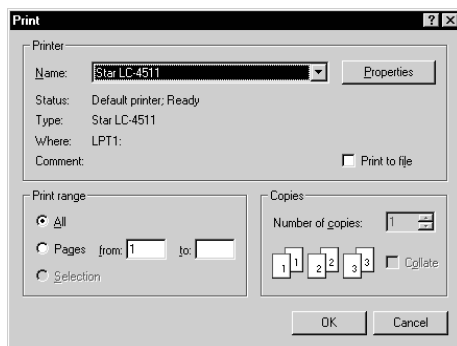 Print
Printer
Name: Star LC-4511 Properties
Status: Default printer; Ready
Type: Star LC-4511
Where: LPT1:
Comment: Print to file
Print range
All
Pages from: 1 to:
Selection
Copies
Number of copies: 1
1 1 2 2 3 3 Collate
OK Cancel